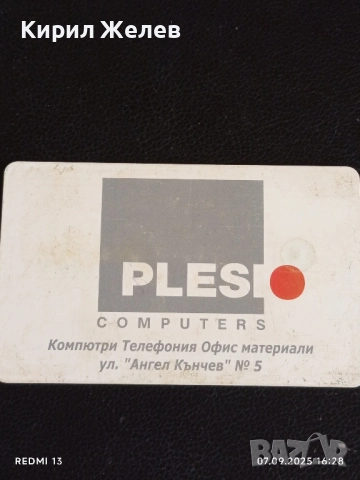 Кирил Желев
PLESIO
COMPUTERS
Компютри Телефония Офис материали
ул. "Ангел Кънчев" № 5
BAZAR
REDMI 13
07.09.2025 16:28